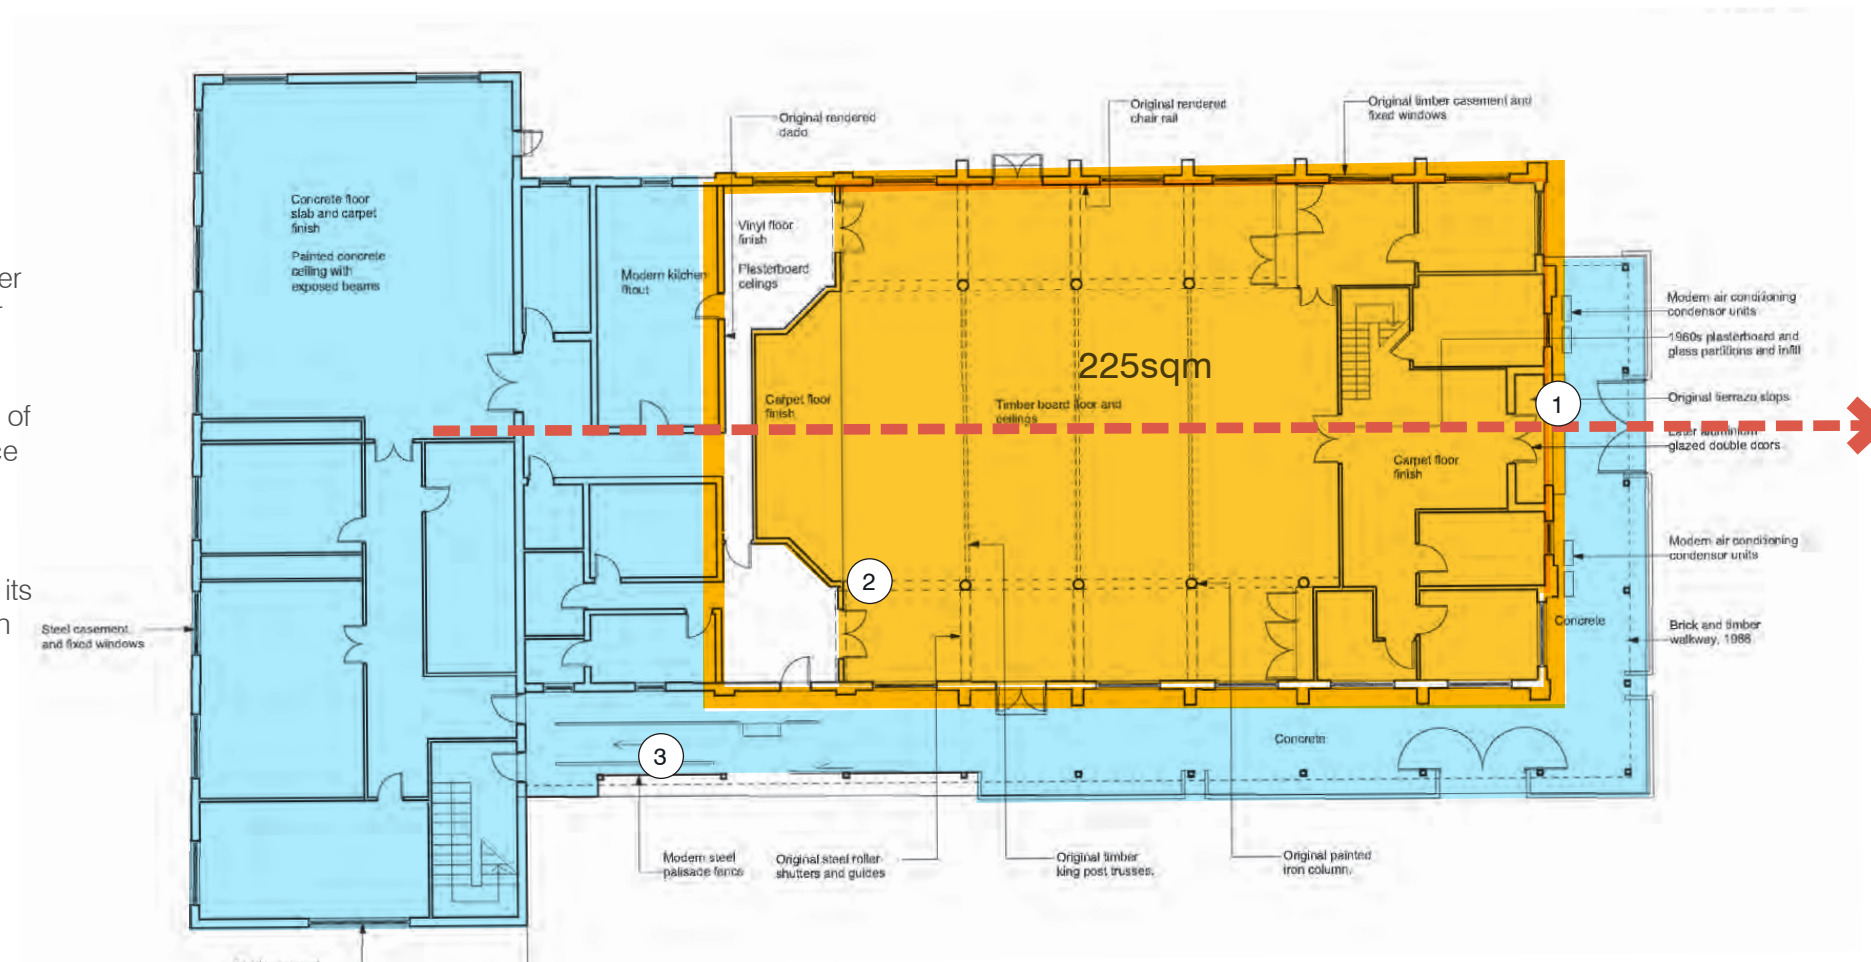 er
of
ce
its
n
Original rendered
dado
Original rendered
chair rail
Original timber casement and
fixed windows
Concrete floor
slab and carpet
finish
Painted concrete
ceiling with
exposed beams
Modern kitchen
fitout
Vinyl floor
finish
Plasterboard
ceilings
225sqm
Carpet floor
finish
Timber board floor and
ceilings
Carpet floor
finish
Modern air conditioning
condensor units
1960s plasterboard and
glass partitions and infill
1
Original terrazo stops
Later aluminium
glazed double doors
Modern air conditioning
condensor units
2
Concrete
Brick and timber
walkway, 1988
Steel casement
and fixed windows
3
Concrete
Modern steel
palisade fence
Original steel roller
shutters and guides
Original timber
king post trusses.
Original painted
iron column.